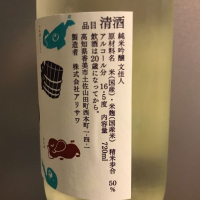 品目 清酒
純米吟醸 文佳人
原材料名 米(国産)・米麹(国産米) 精米歩合 50%
アルコール分 16.5度 内容量 720ml
飲酒は20歳になってから。
高知県香美市土佐山田町西本町1-4-1
製造者 株式会社アリサワ